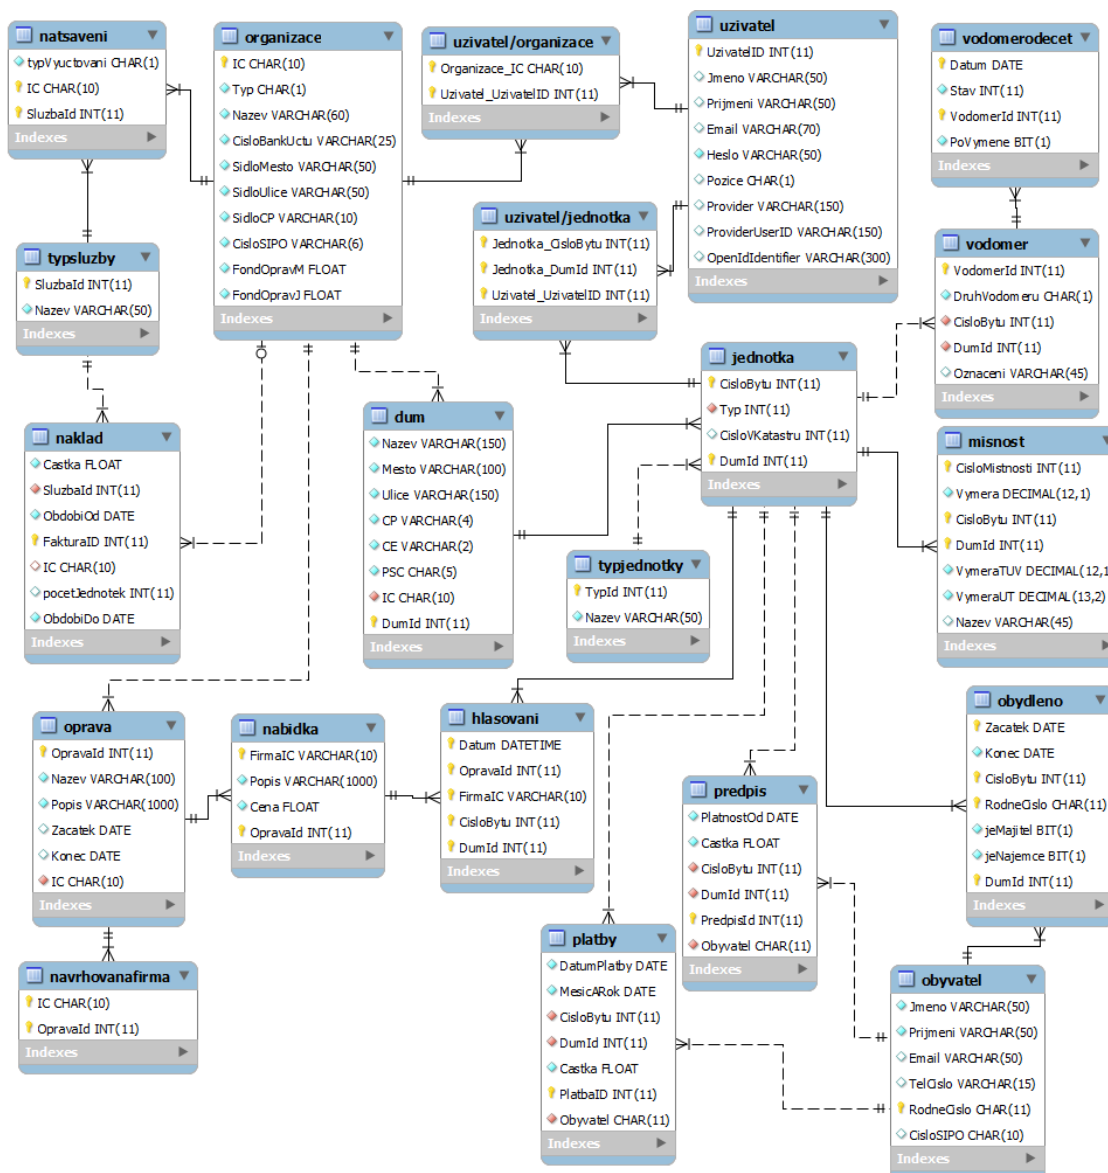 natsaveni
typVyuctovani CHAR(1)
IC CHAR(10)
SluzbaId INT(11)
Indexes
organizace
IC CHAR(10)
Typ CHAR(1)
Nazev VARCHAR(60)
CisloBankUctu VARCHAR(25)
SidloMesto VARCHAR(50)
SidloUlice VARCHAR(50)
SidloCP VARCHAR(10)
CisloSIPO VARCHAR(6)
FondOpravM FLOAT
FondOpravJ FLOAT
Indexes
uzivatel/organizace
Organizace_IC CHAR(10)
Uzivatel_UzivatelID INT(11)
Indexes
uzivatel
UzivatelID INT(11)
Jmeno VARCHAR(50)
Prijmeni VARCHAR(50)
Email VARCHAR(70)
Heslo VARCHAR(50)
Pozice CHAR(1)
Provider VARCHAR(150)
ProviderUserID VARCHAR(150)
OpenIdIdentifier VARCHAR(300)
Indexes
vodomerodecet
Datum DATE
Stav INT(11)
VodomerId INT(11)
PoVymene BIT(1)
Indexes
uzivatel/jednotka
Jednotka_CisloBytu INT(11)
Jednotka_DumId INT(11)
Uzivatel_UzivatelID INT(11)
Indexes
typsluzby
SluzbaId INT(11)
Nazev VARCHAR(50)
Indexes
vodomer
VodomerId INT(11)
DruhVodomeru CHAR(1)
CisloBytu INT(11)
DumId INT(11)
Oznaceni VARCHAR(45)
Indexes
jednotka
CisloBytu INT(11)
Typ INT(11)
CisloVKatastru INT(11)
DumId INT(11)
Indexes
naklad
Castka FLOAT
SluzbaId INT(11)
ObdobiOd DATE
FakturaID INT(11)
IC CHAR(10)
pocetJednotek INT(11)
ObdobiDo DATE
Indexes
dum
Nazev VARCHAR(150)
Mesto VARCHAR(100)
Ulice VARCHAR(150)
CP VARCHAR(4)
CE VARCHAR(2)
PSC CHAR(5)
IC CHAR(10)
DumId INT(11)
Indexes
misnost
CisloMistnosti INT(11)
Vymera DECIMAL(12,1)
CisloBytu INT(11)
DumId INT(11)
VymeraTUV DECIMAL(12,1
VymeraUT DECIMAL(13,2)
Nazev VARCHAR(45)
Indexes
typjednotky
TypId INT(11)
Nazev VARCHAR(50)
Indexes
oprava
OpravaId INT(11)
Nazev VARCHAR(100)
Popis VARCHAR(1000)
Zacatek DATE
Konec DATE
IC CHAR(10)
Indexes
nabidka
FirmaIC VARCHAR(10)
Popis VARCHAR(1000)
Cena FLOAT
OpravaId INT(11)
Indexes
hlasovani
Datum DATETIME
OpravaId INT(11)
FirmaIC VARCHAR(10)
CisloBytu INT(11)
DumId INT(11)
Indexes
obydleno
Zacatek DATE
Konec DATE
CisloBytu INT(11)
RodneCislo CHAR(11)
jeMajitel BIT(1)
jeNajemce BIT(1)
DumId INT(11)
Indexes
predpis
PlatnostOd DATE
Castka FLOAT
CisloBytu INT(11)
DumId INT(11)
PredpisId INT(11)
Obyvatel CHAR(11)
Indexes
navrhovanafirma
IC CHAR(10)
OpravaId INT(11)
Indexes
platby
DatumPlatby DATE
MesicARok DATE
CisloBytu INT(11)
DumId INT(11)
Castka FLOAT
PlatbaID INT(11)
Obyvatel CHAR(11)
Indexes
obyvatel
Jmeno VARCHAR(50)
Prijmeni VARCHAR(50)
Email VARCHAR(50)
TelCislo VARCHAR(15)
RodneCislo CHAR(11)
CisloSIPO CHAR(10)
Indexes